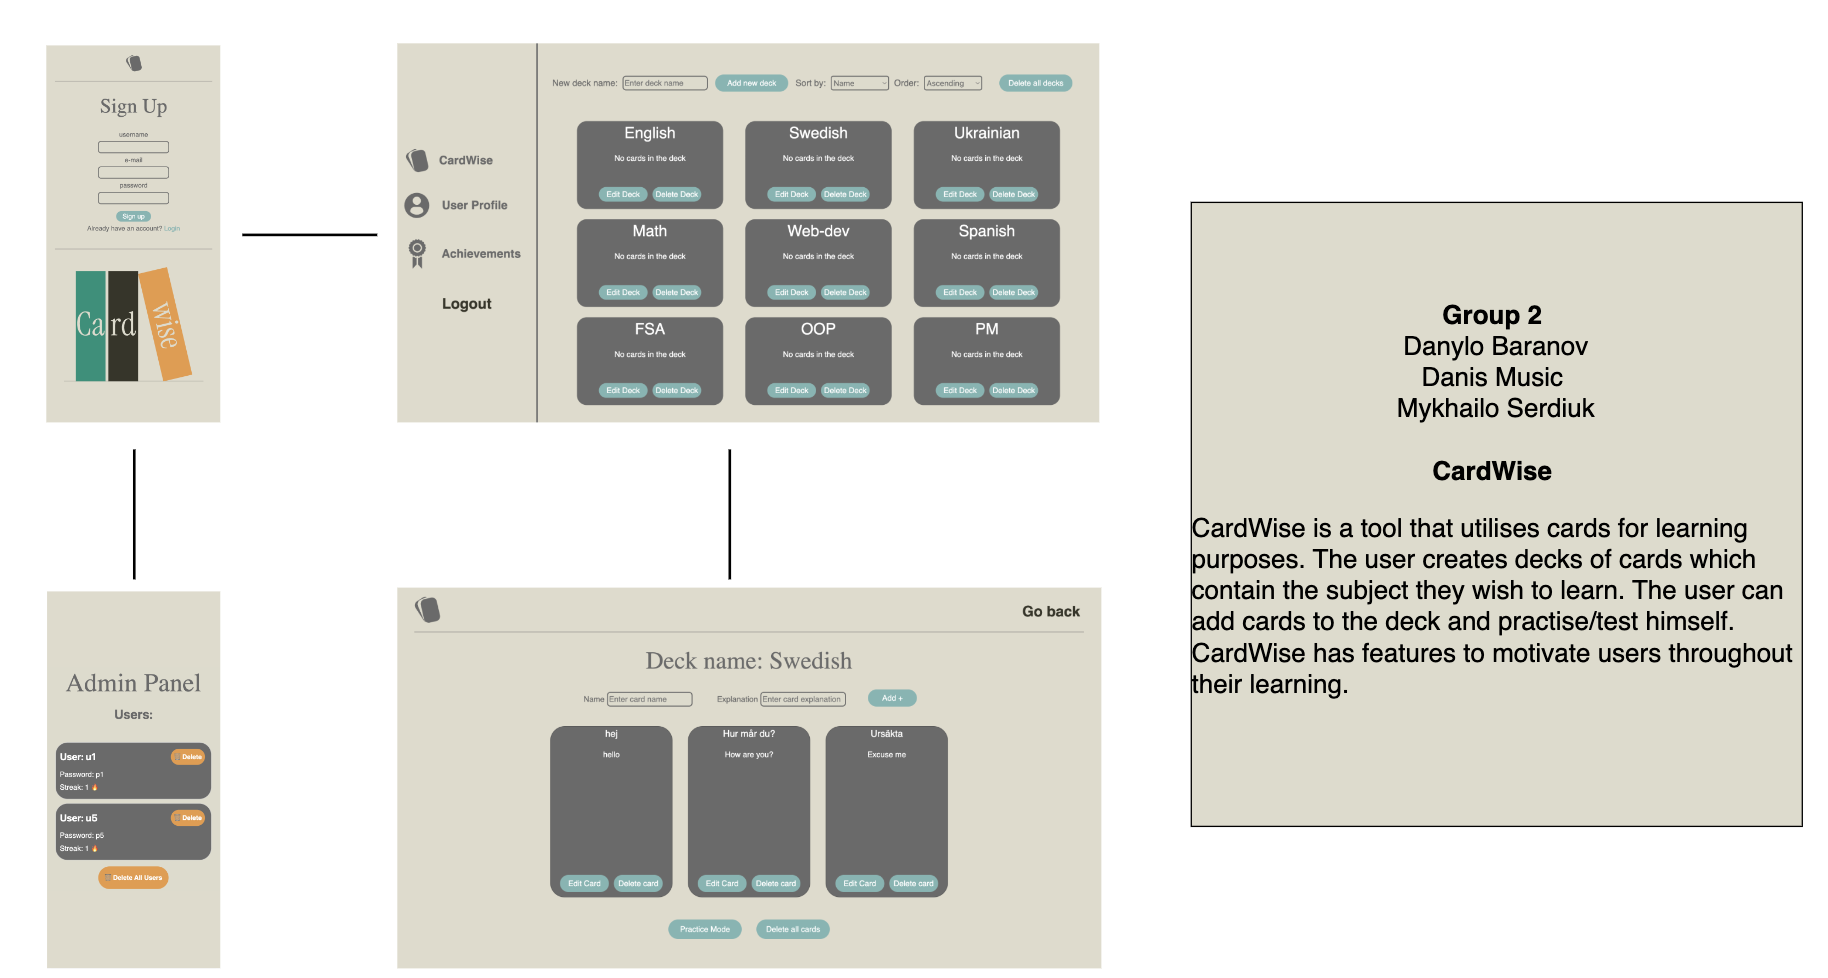 Sign Up
username
e-mail
password
Sign up
Already have an account? Login
Card
wise
New deck name: Enter deck name Add new deck Sort by: Name Order: Ascending Delete all decks
CardWise
User Profile
Achievements
Logout
English Swedish Ukrainian
No cards in the deck No cards in the deck No cards in the deck
Edit Deck Delete Deck Edit Deck Delete Deck Edit Deck Delete Deck
Math Web-dev Spanish
No cards in the deck No cards in the deck No cards in the deck
Edit Deck Delete Deck Edit Deck Delete Deck Edit Deck Delete Deck
FSA OOP PM
No cards in the deck No cards in the deck No cards in the deck
Edit Deck Delete Deck Edit Deck Delete Deck Edit Deck Delete Deck
Admin Panel
Users:
User: u1 Delete
Password: p1
Streak: 1 🔥
User: u5 Delete
Password: p5
Streak: 1 🔥
Delete All Users
Go back
Deck name: Swedish
Name Enter card name Explanation Enter card explanation Add +
hej Hur mår du? Ursäkta
hello How are you? Excuse me
Edit Card Delete card Edit Card Delete card Edit Card Delete card
Practice Mode Delete all cards
Group 2
Danylo Baranov
Danis Music
Mykhailo Serdiuk
CardWise
CardWise is a tool that utilises cards for learning
purposes. The user creates decks of cards which
contain the subject they wish to learn. The user can
add cards to the deck and practise/test himself.
CardWise has features to motivate users throughout
their learning.